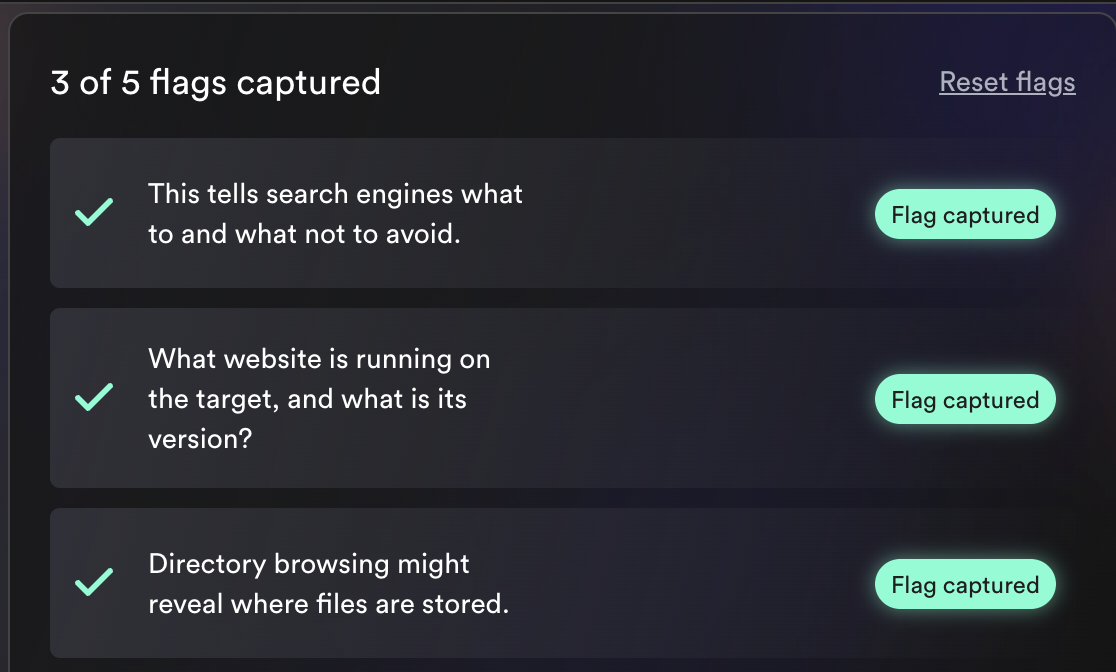 3 of 5 flags captured
Reset flags
This tells search engines what
to and what not to avoid.
Flag captured
What website is running on
the target, and what is its
version?
Flag captured
Directory browsing might
reveal where files are stored.
Flag captured